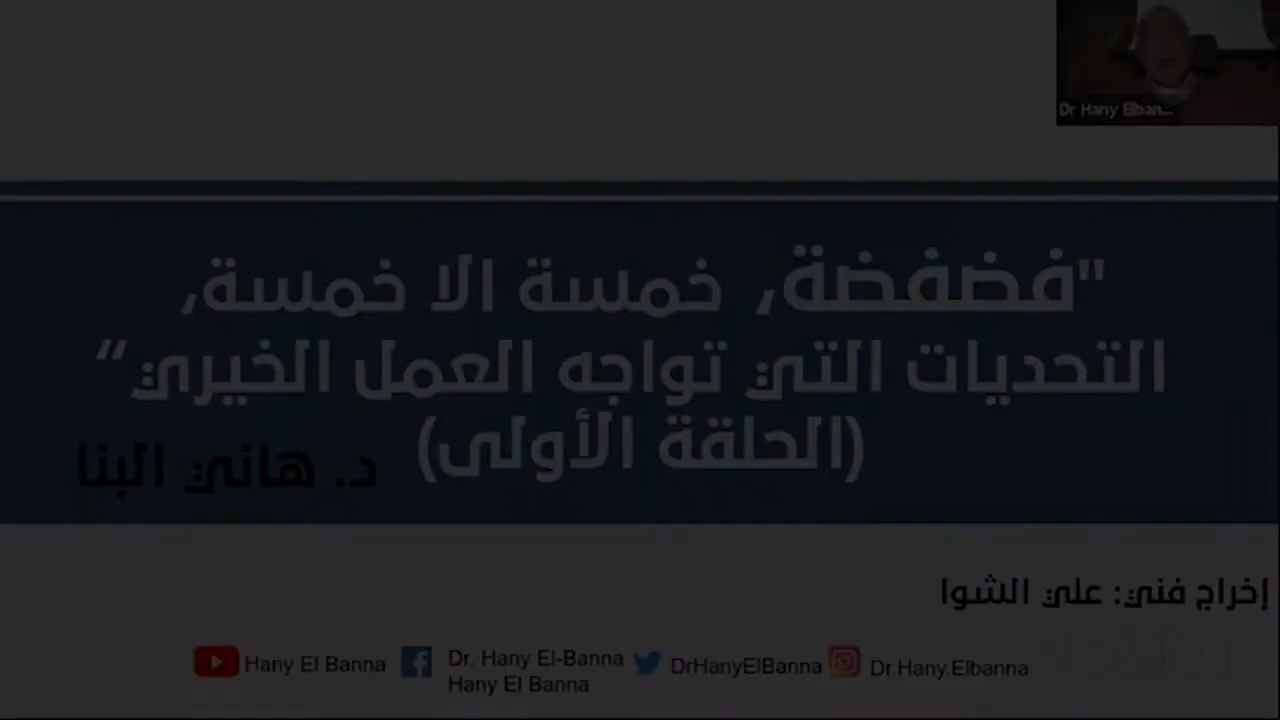 Dr Hany Elban...
"فضفضة, خمسة الا خمسة,
التحديات التي تواجه العمل الخيري"
(الحلقة الأولى)
د. هاني البنا
إخراج فني: علي الشوا
Hany El Banna
Dr. Hany El-Banna
Hany El Banna
DrHanyElBanna
Dr.Hany.Elbanna